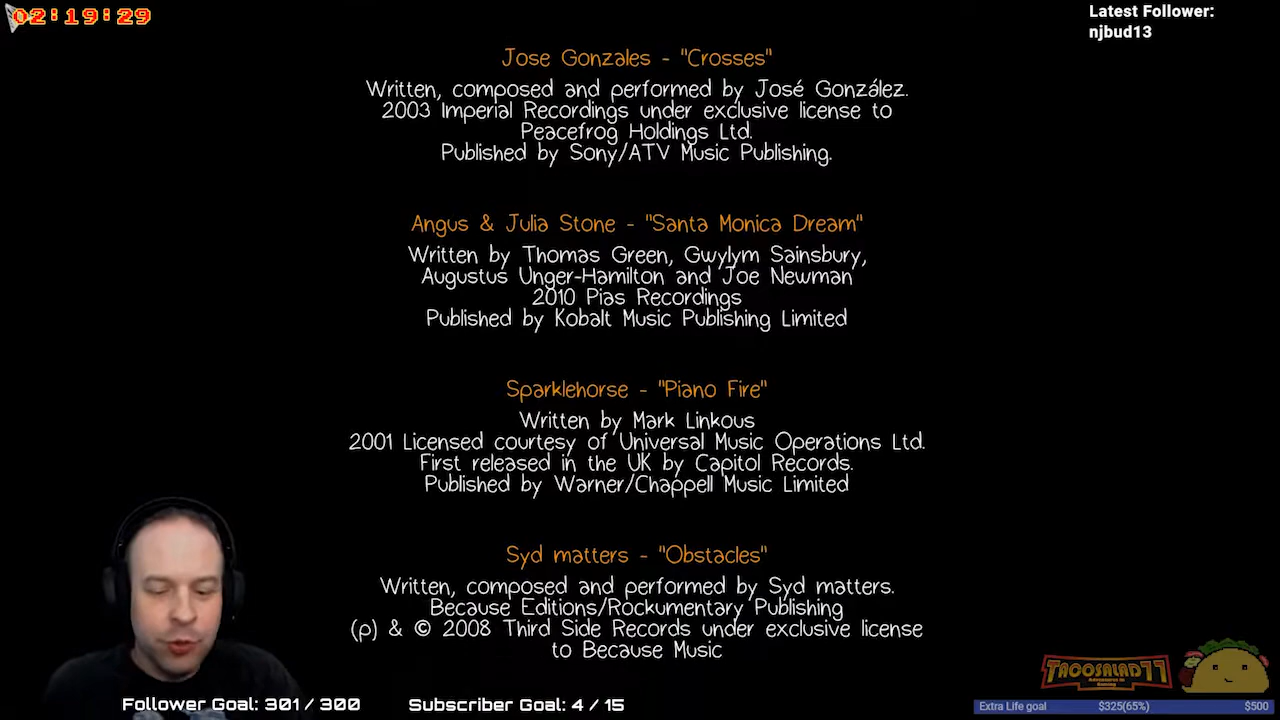 02:19:29
Latest Follower:
njbud13
Jose Gonzales - "Crosses"
Written, composed and performed by José González.
2003 Imperial Recordings under exclusive license to
Peacefrog Holdings Ltd.
Published by Sony/ATV Music Publishing.
Angus & Julia Stone - "Santa Monica Dream"
Written by Thomas Green, Gwylym Sainsbury,
Augustus Unger-Hamilton and Joe Newman
2010 Pias Recordings
Published by Kobalt Music Publishing Limited
Sparklehorse - "Piano Fire"
Written by Mark Linkous
2001 Licensed courtesy of Universal Music Operations Ltd.
First released in the UK by Capitol Records.
Published by Warner/Chappell Music Limited
Syd matters - "Obstacles"
Written, composed and performed by Syd matters.
Because Editions/Rockumentary Publishing
(p) & © 2008 Third Side Records under exclusive license
to Because Music
TACOSALAD77
Adventures in
Gaming
Follower Goal: 301 / 300
Subscriber Goal: 4 / 15
Extra Life goal $325(65%) $500